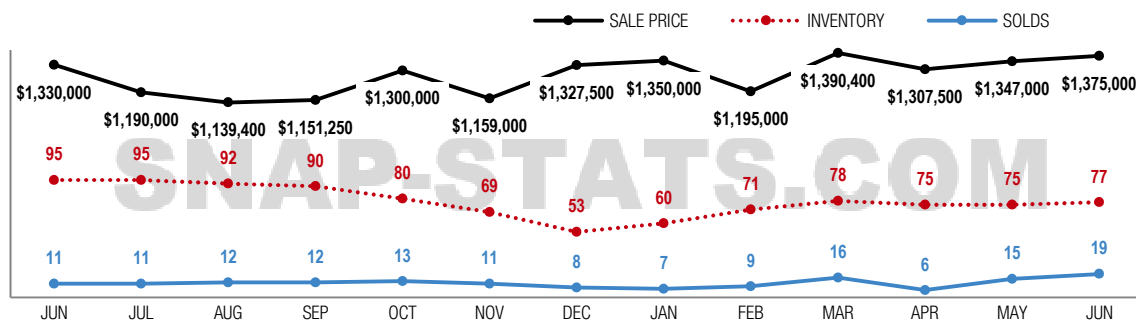 SALE PRICE INVENTORY SOLDS
$1,330,000 $1,190,000 $1,139,400 $1,151,250 $1,300,000 $1,159,000 $1,327,500 $1,350,000 $1,195,000 $1,390,400 $1,307,500 $1,347,000 $1,375,000
SNAP-STATS.COM
95 95 92 90 80 69 53 60 71 78 75 75 77
11 11 12 12 13 11 8 7 9 16 6 15 19
JUN JUL AUG SEP OCT NOV DEC JAN FEB MAR APR MAY JUN